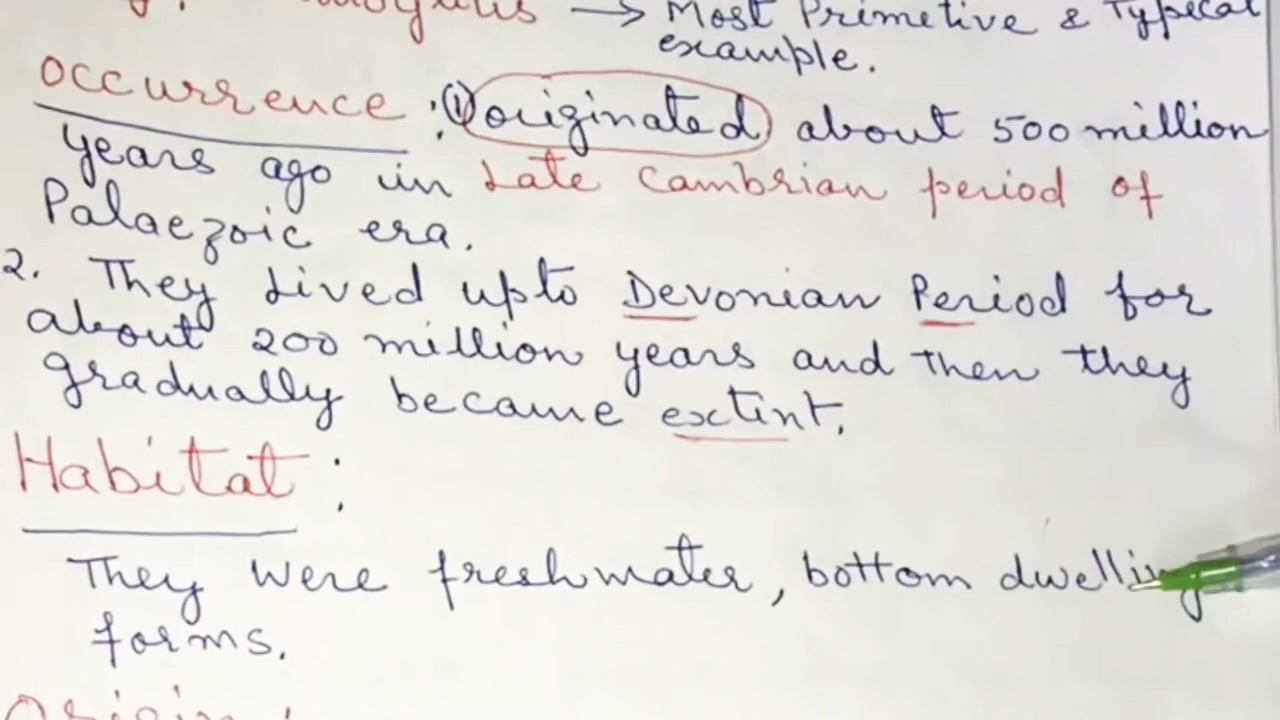 → Most Primetive & Typical
example.
Occurrence : ① originated about 500 million
years ago in Late Cambrian period of
Palaezoic era.
2. They Lived upto Devonian Period for
about 200 million years and then they
gradually became extint.
Habitat :
They were freshwater, bottom dwelling
forms.
Origin :